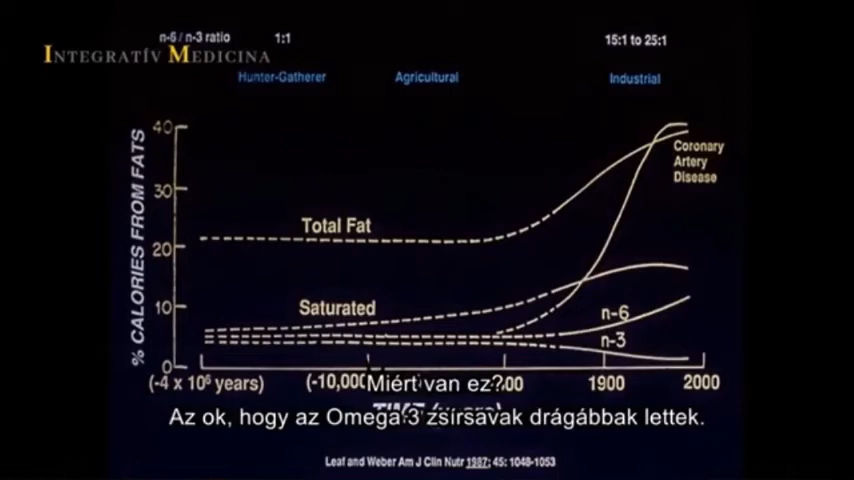 n-6 / n-3 ratio 1:1 15:1 to 25:1
INTEGRATÍV MEDICINA
Hunter-Gatherer Agricultural Industrial
% CALORIES FROM FATS
40
30
20
10
0
Coronary
Artery
Disease
Total Fat
Saturated
n-6
n-3
(-4 x 10⁶ years) 1900 2000
Miért van ez?
Az ok, hogy az Omega 3 zsírsavak drágábbak lettek.
Leaf and Weber Am J Clin Nutr 1987; 45: 1048-1053